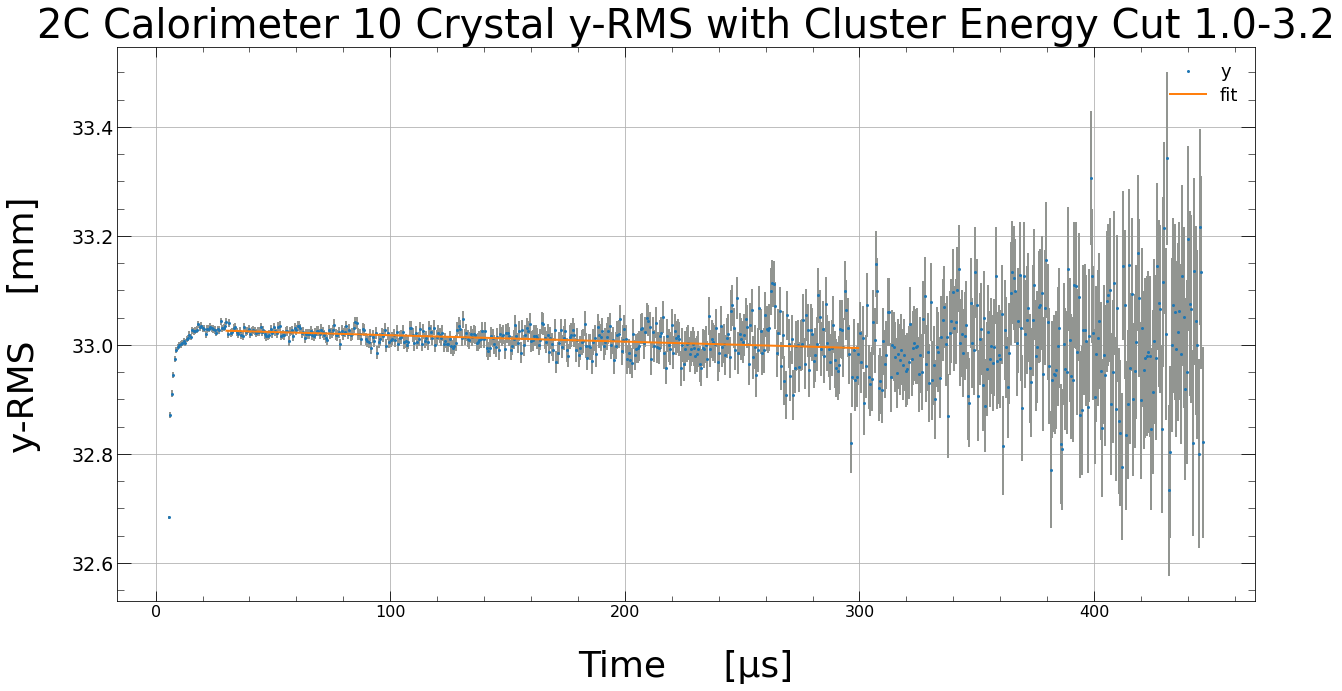 2C Calorimeter 10 Crystal y-RMS with Cluster Energy Cut 1.0-3.2
y
fit
33.4
33.2
33.0
32.8
32.6
y-RMS [mm]
0 100 200 300 400
Time [μs]